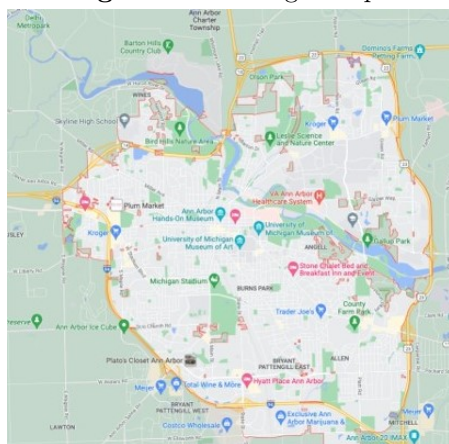 Delhi
Metropark
Barton Hills
Country Club
Ann Arbor
Charter
Township
Domino's Farms
Petting Farm
Olson Park
WINES
Kroger
Plum Market
Skyline High School
Bird Hills Nature Area
Leslie Science
and Nature Center
VA Ann Arbor
Healthcare System
Plum Market
Ann Arbor
Hands-On Museum
University of
Michigan Museum of
Kroger
University of Michigan
Museum of Art
ANGELL
Gallup Park
Stone Chalet Bed and
Breakfast Inn and Event
Michigan Stadium
BURNS PARK
County
Farm Park
Trader Joe's
Ann Arbor Ice Cube
Plato's Closet Ann Arbor
BRYANT
PATTENGILL EAST
ALLEN
Meijer
Total Wine & More
Hyatt Place Ann Arbor
BRYANT
PATTENGILL WEST
Exclusive Ann
Arbor Marijuana &
Meijer
MITCHELL
LAWTON
Costco Wholesale
Ann Arbor 20 IMAX